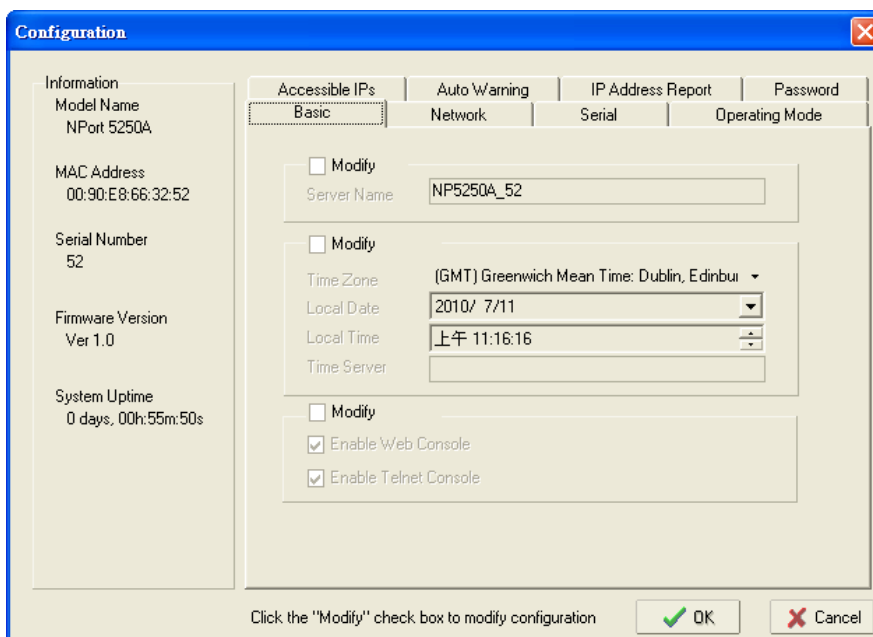 Configuration
Information
Model Name
NPort 5250A
MAC Address
00:90:E8:66:32:52
Serial Number
52
Firmware Version
Ver 1.0
System Uptime
0 days, 00h:55m:50s
Accessible IPs
Auto Warning
IP Address Report
Password
Basic
Network
Serial
Operating Mode
Modify
Server Name
NP5250A_52
Modify
Time Zone
(GMT) Greenwich Mean Time: Dublin, Edinbur
Local Date
2010/ 7/11
Local Time
上午 11:16:16
Time Server
Modify
Enable Web Console
Enable Telnet Console
Click the "Modify" check box to modify configuration
OK
Cancel